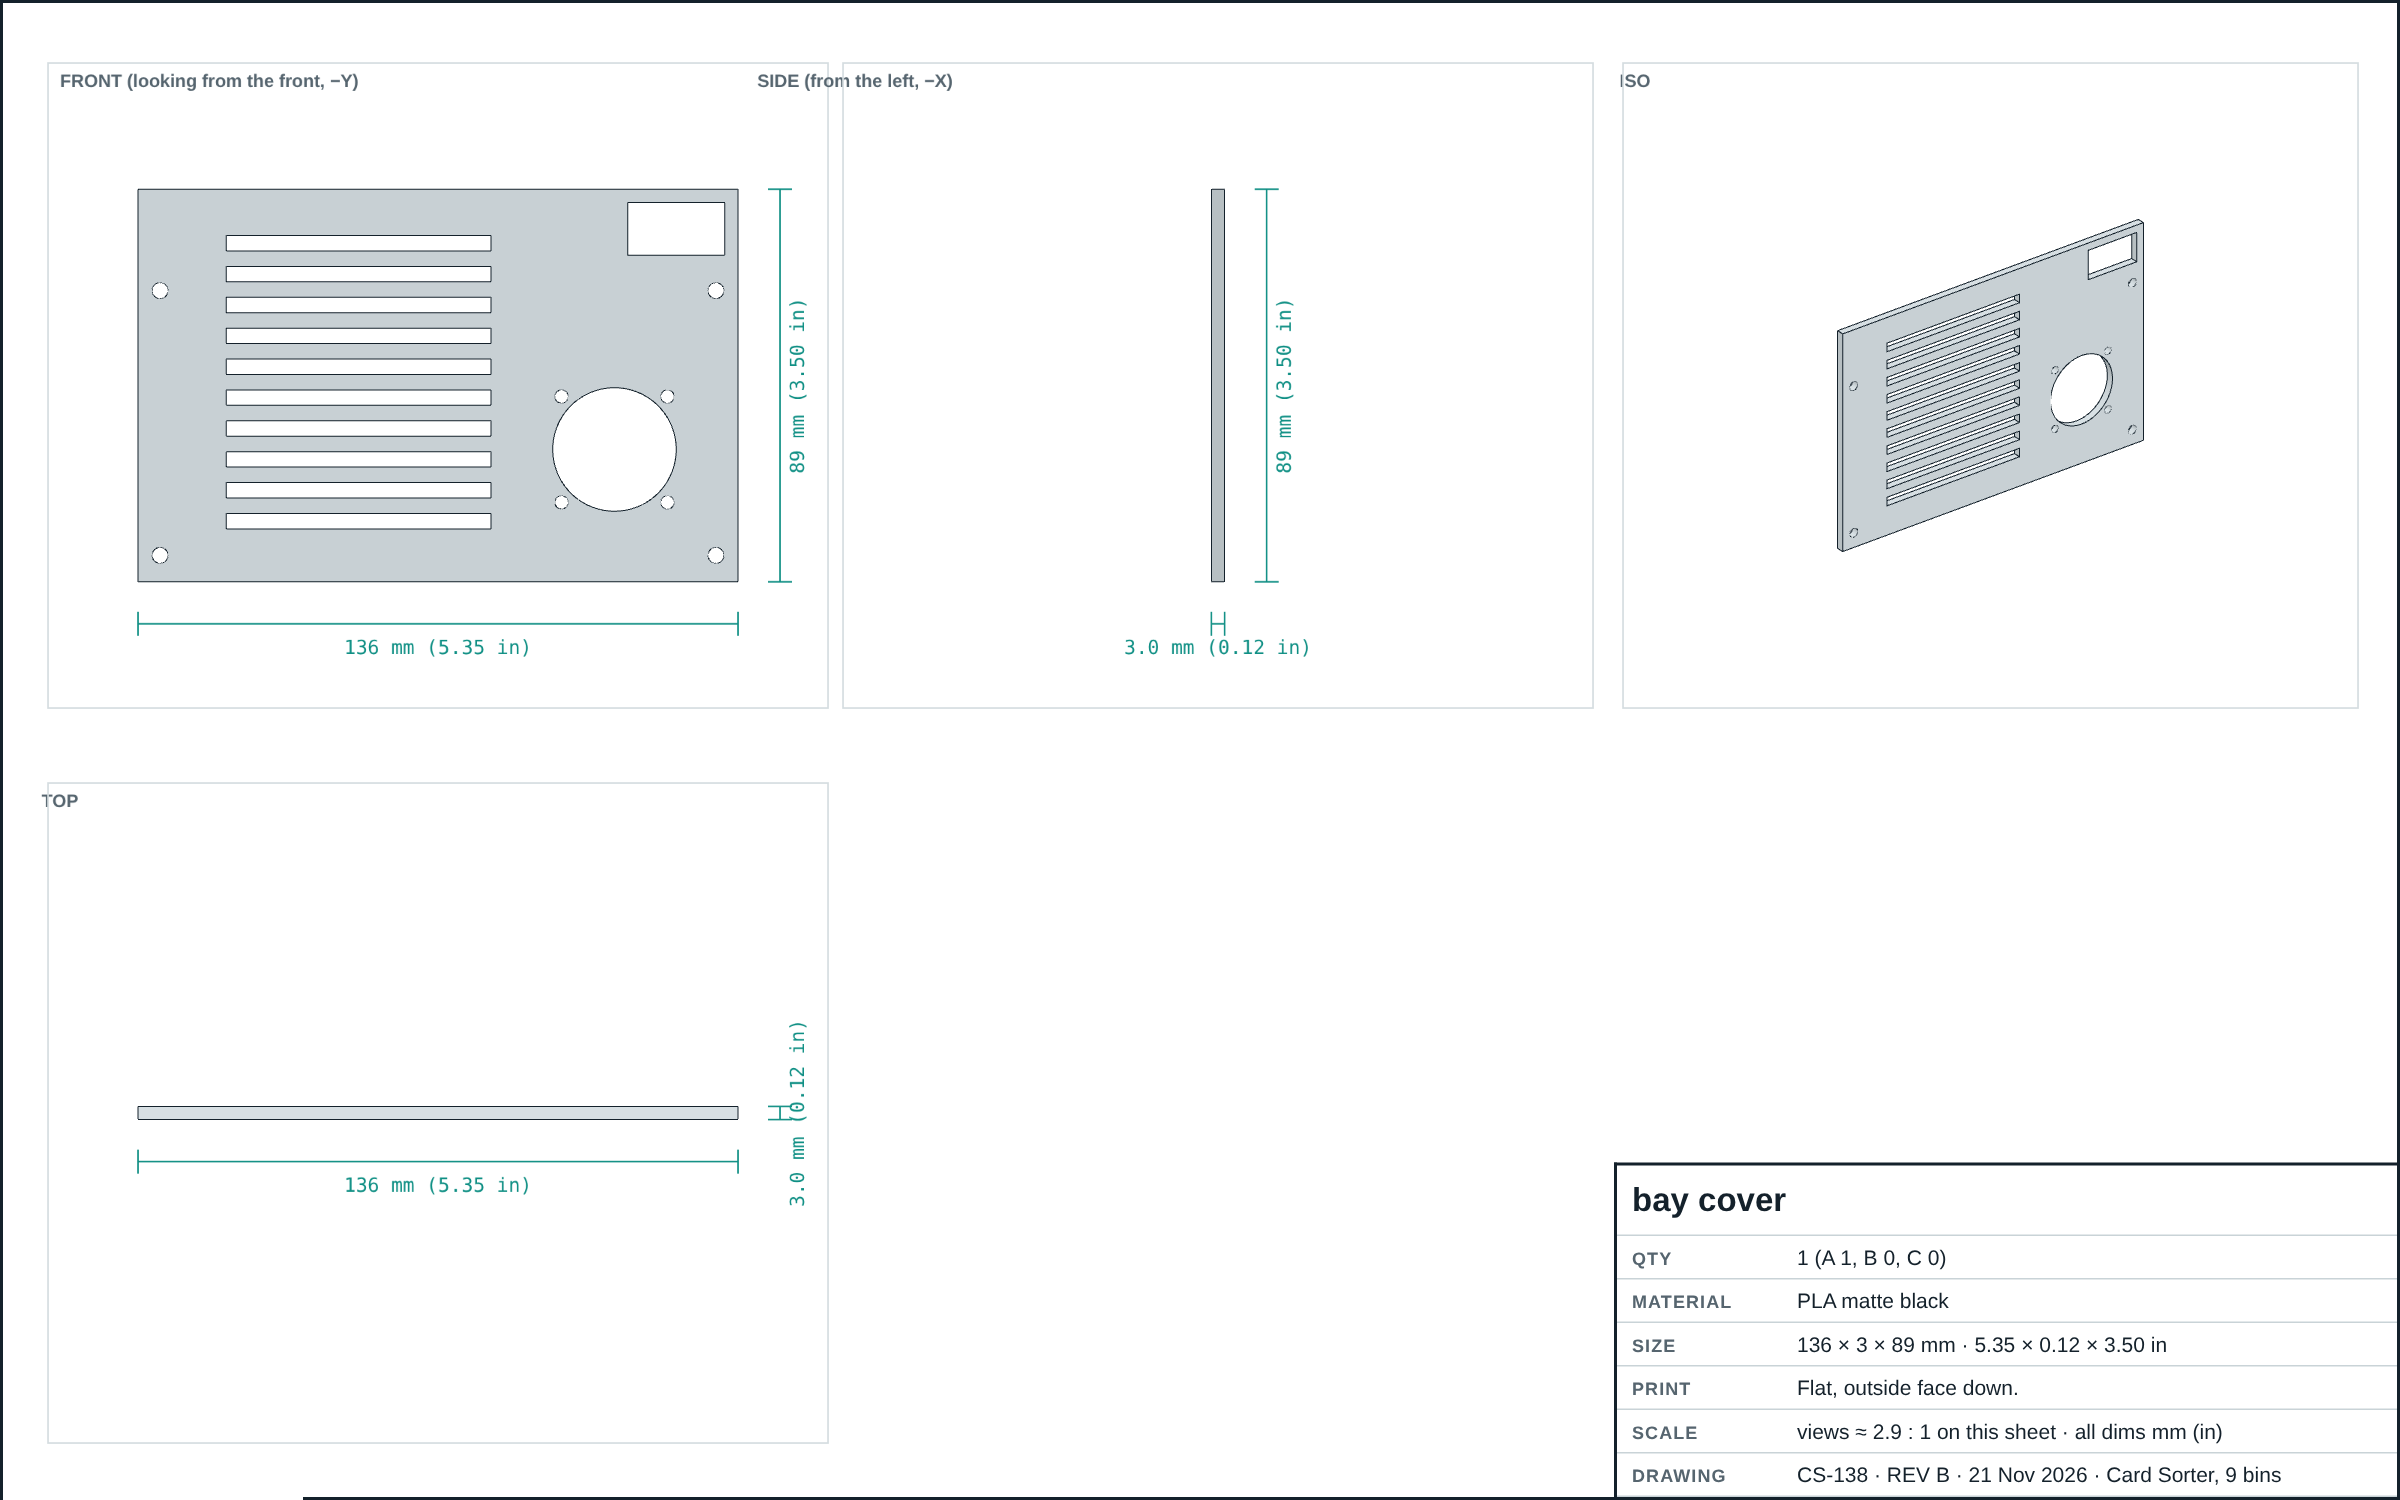 FRONT (looking from the front, −Y)
SIDE (from the left, −X)
ISO
89 mm (3.50 in)
89 mm (3.50 in)
136 mm (5.35 in)
3.0 mm (0.12 in)
TOP
3.0 mm (0.12 in)
136 mm (5.35 in)
bay cover
QTY 1 (A 1, B 0, C 0)
MATERIAL PLA matte black
SIZE 136 × 3 × 89 mm · 5.35 × 0.12 × 3.50 in
PRINT Flat, outside face down.
SCALE views ≈ 2.9 : 1 on this sheet · all dims mm (in)
DRAWING CS-138 · REV B · 21 Nov 2026 · Card Sorter, 9 bins